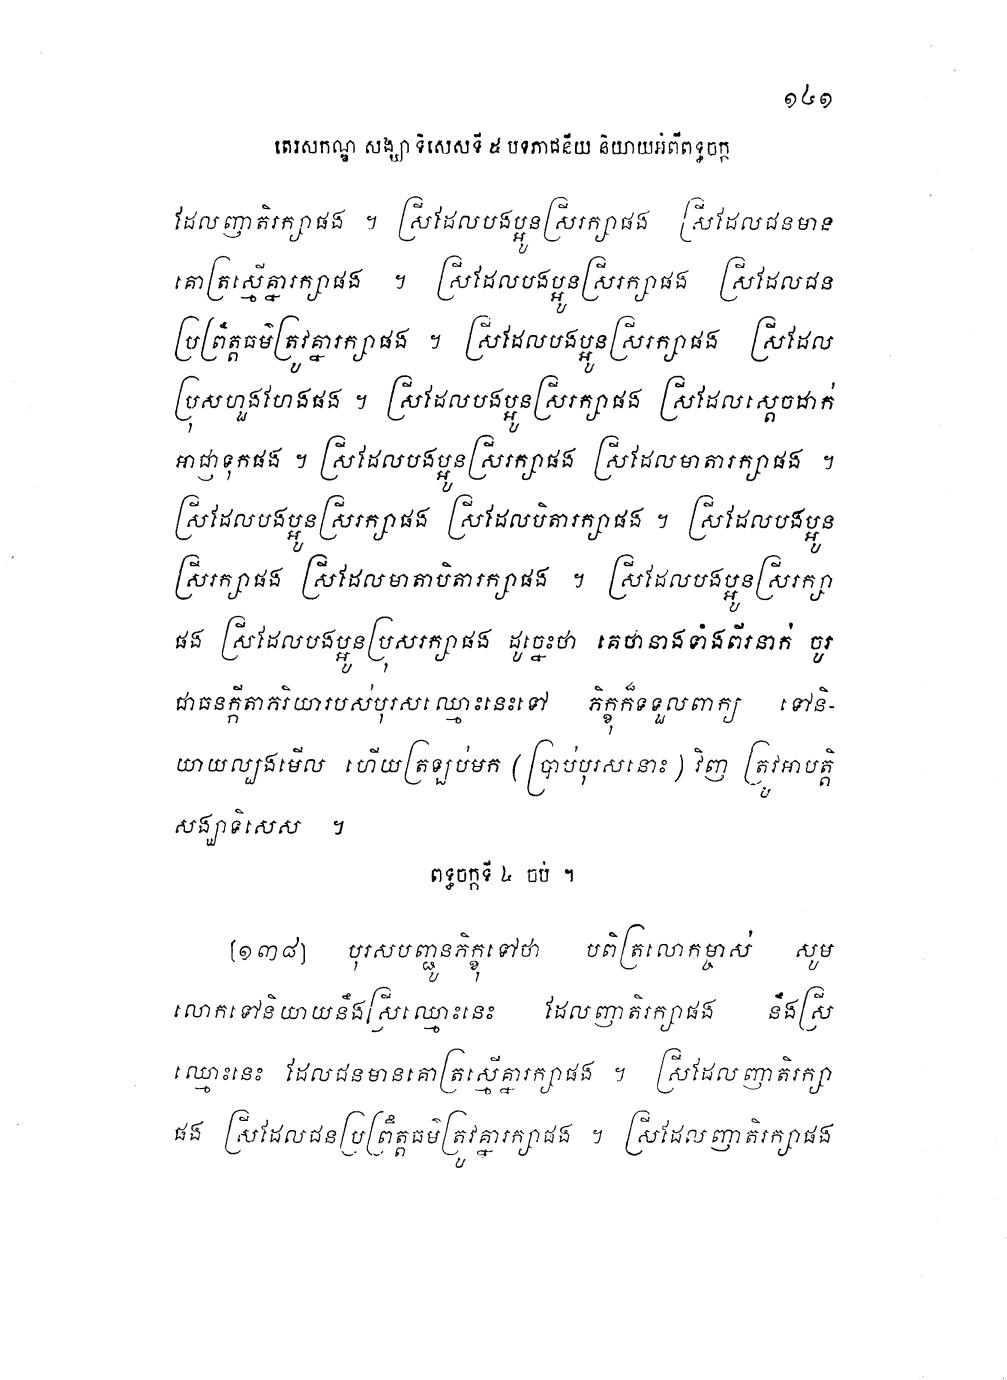 ១៤១
តេរសកណ្ឌ សង្ឃាទិសេសទី ៥ បទភាជនីយ និយាយអំពីពទ្ធចក្ក
ដែលញាតិរក្សាផង ។ ស្រីដែលបងប្អូនស្រីរក្សាផង ស្រីដែលជនមាន
គោត្រស្មើគ្នារក្សាផង ។ ស្រីដែលបងប្អូនស្រីរក្សាផង ស្រីដែលជន
ប្រព្រឹត្តធម៌ត្រូវគ្នារក្សាផង ។ ស្រីដែលបងប្អូនស្រីរក្សាផង ស្រីដែល
ប្រុសហួងហែងផង ។ ស្រីដែលបងប្អូនស្រីរក្សាផង ស្រីដែលស្តេចដាក់
អាជ្ញាទុកផង ។ ស្រីដែលបងប្អូនស្រីរក្សាផង ស្រីដែលមាតារក្សាផង ។
ស្រីដែលបងប្អូនស្រីរក្សាផង ស្រីដែលបិតារក្សាផង ។ ស្រីដែលបងប្អូន
ស្រីរក្សាផង ស្រីដែលមាតាបិតារក្សាផង ។ ស្រីដែលបងប្អូនស្រីរក្សា
ផង ស្រីដែលបងប្អូនប្រុសរក្សាផង ដូច្នេះថា គេថានាងទាំងពីរនាក់ ចូរ
ជាធនក្កីតាភរិយារបស់បុរសឈ្មោះនេះទៅ ភិក្ខុក៏ទទួលពាក្យ ទៅនិ-
យាយល្បងមើល ហើយត្រឡប់មក (ប្រាប់បុរសនោះ) វិញ ត្រូវអាបត្តិ
សង្ឃាទិសេស ។
ពទ្ធចក្កទី ៤ ចប់ ។
[១៣៨] បុរសបញ្ជូនភិក្ខុទៅថា បពិត្រលោកម្ចាស់ សូម
លោកទៅនិយាយនឹងស្រីឈ្មោះនេះ ដែលញាតិរក្សាផង នឹងស្រី
ឈ្មោះនេះ ដែលជនមានគោត្រស្មើគ្នារក្សាផង ។ ស្រីដែលញាតិរក្សា
ផង ស្រីដែលជនប្រព្រឹត្តធម៌ត្រូវគ្នារក្សាផង ។ ស្រីដែលញាតិរក្សាផង